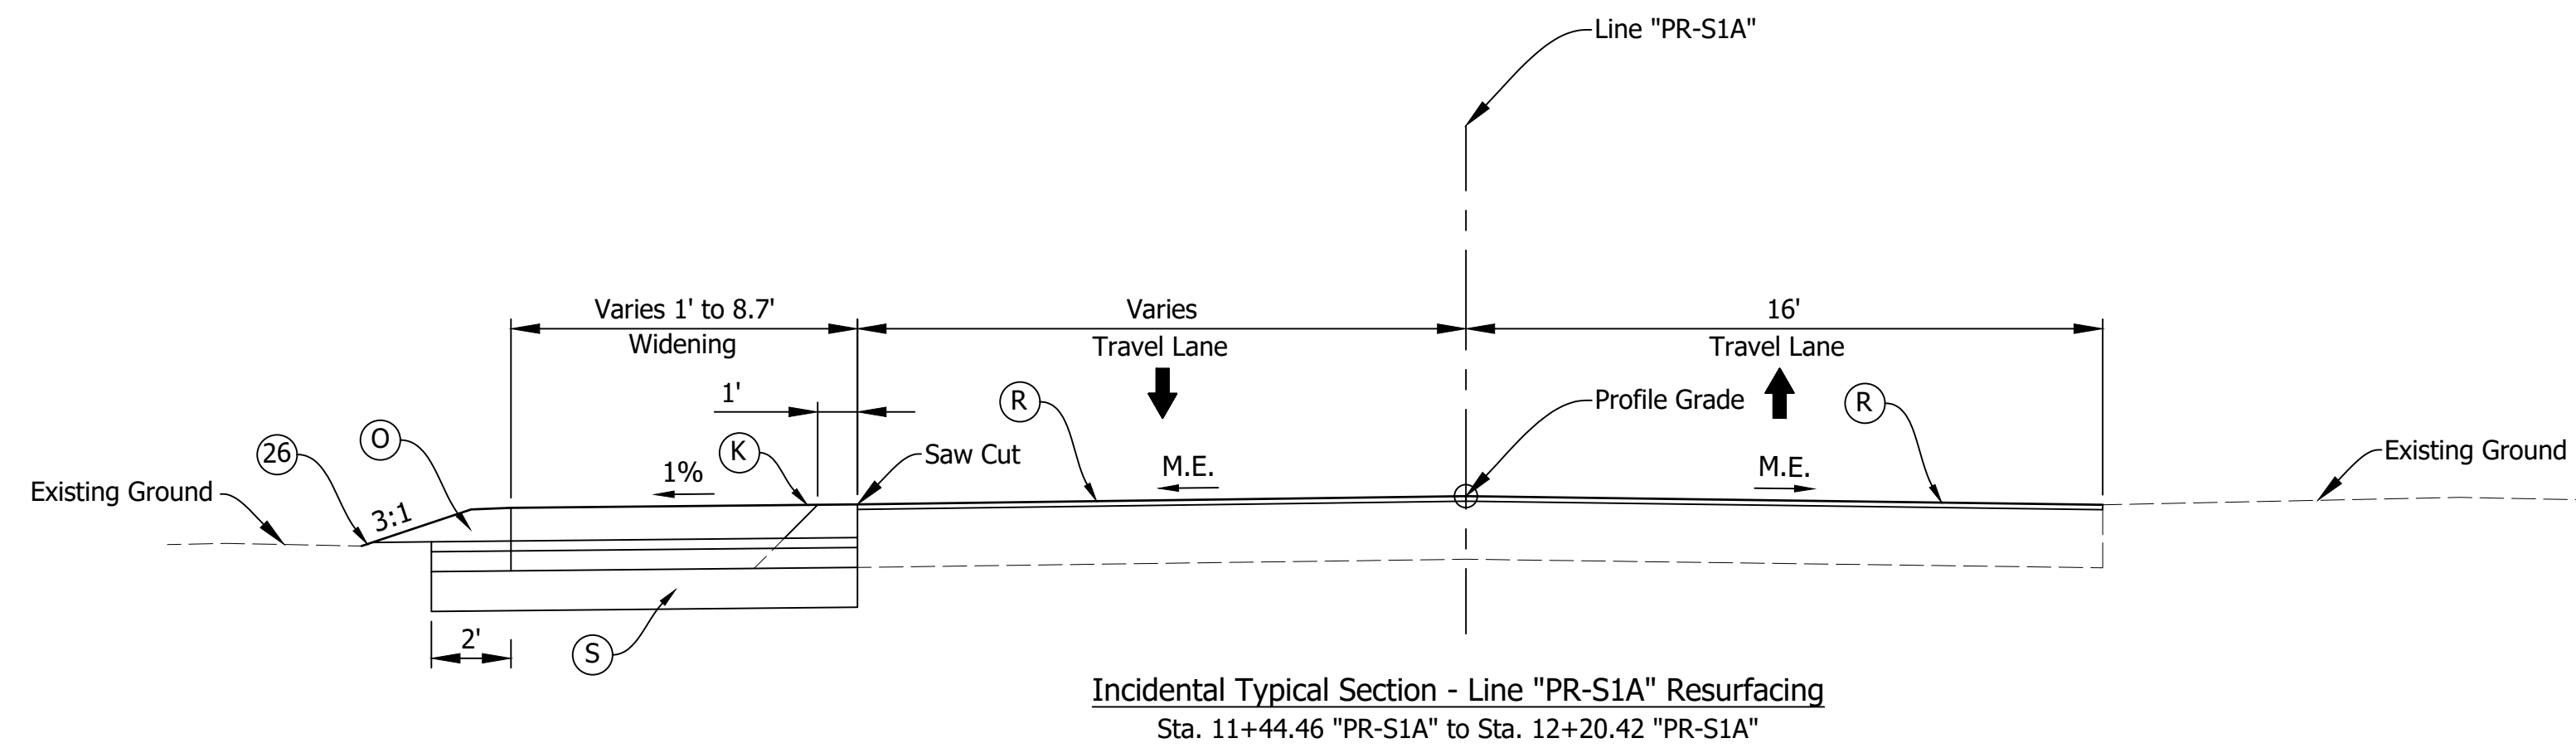 Line "PR-S1A"
Varies 1' to 8.7'
Widening
Varies
Travel Lane
16'
Travel Lane
1'
R
Profile Grade
R
26
O
K
Saw Cut
1%
M.E.
M.E.
Existing Ground
Existing Ground
3:1
2'
S
Incidental Typical Section - Line "PR-S1A" Resurfacing
Sta. 11+44.46 "PR-S1A" to Sta. 12+20.42 "PR-S1A"